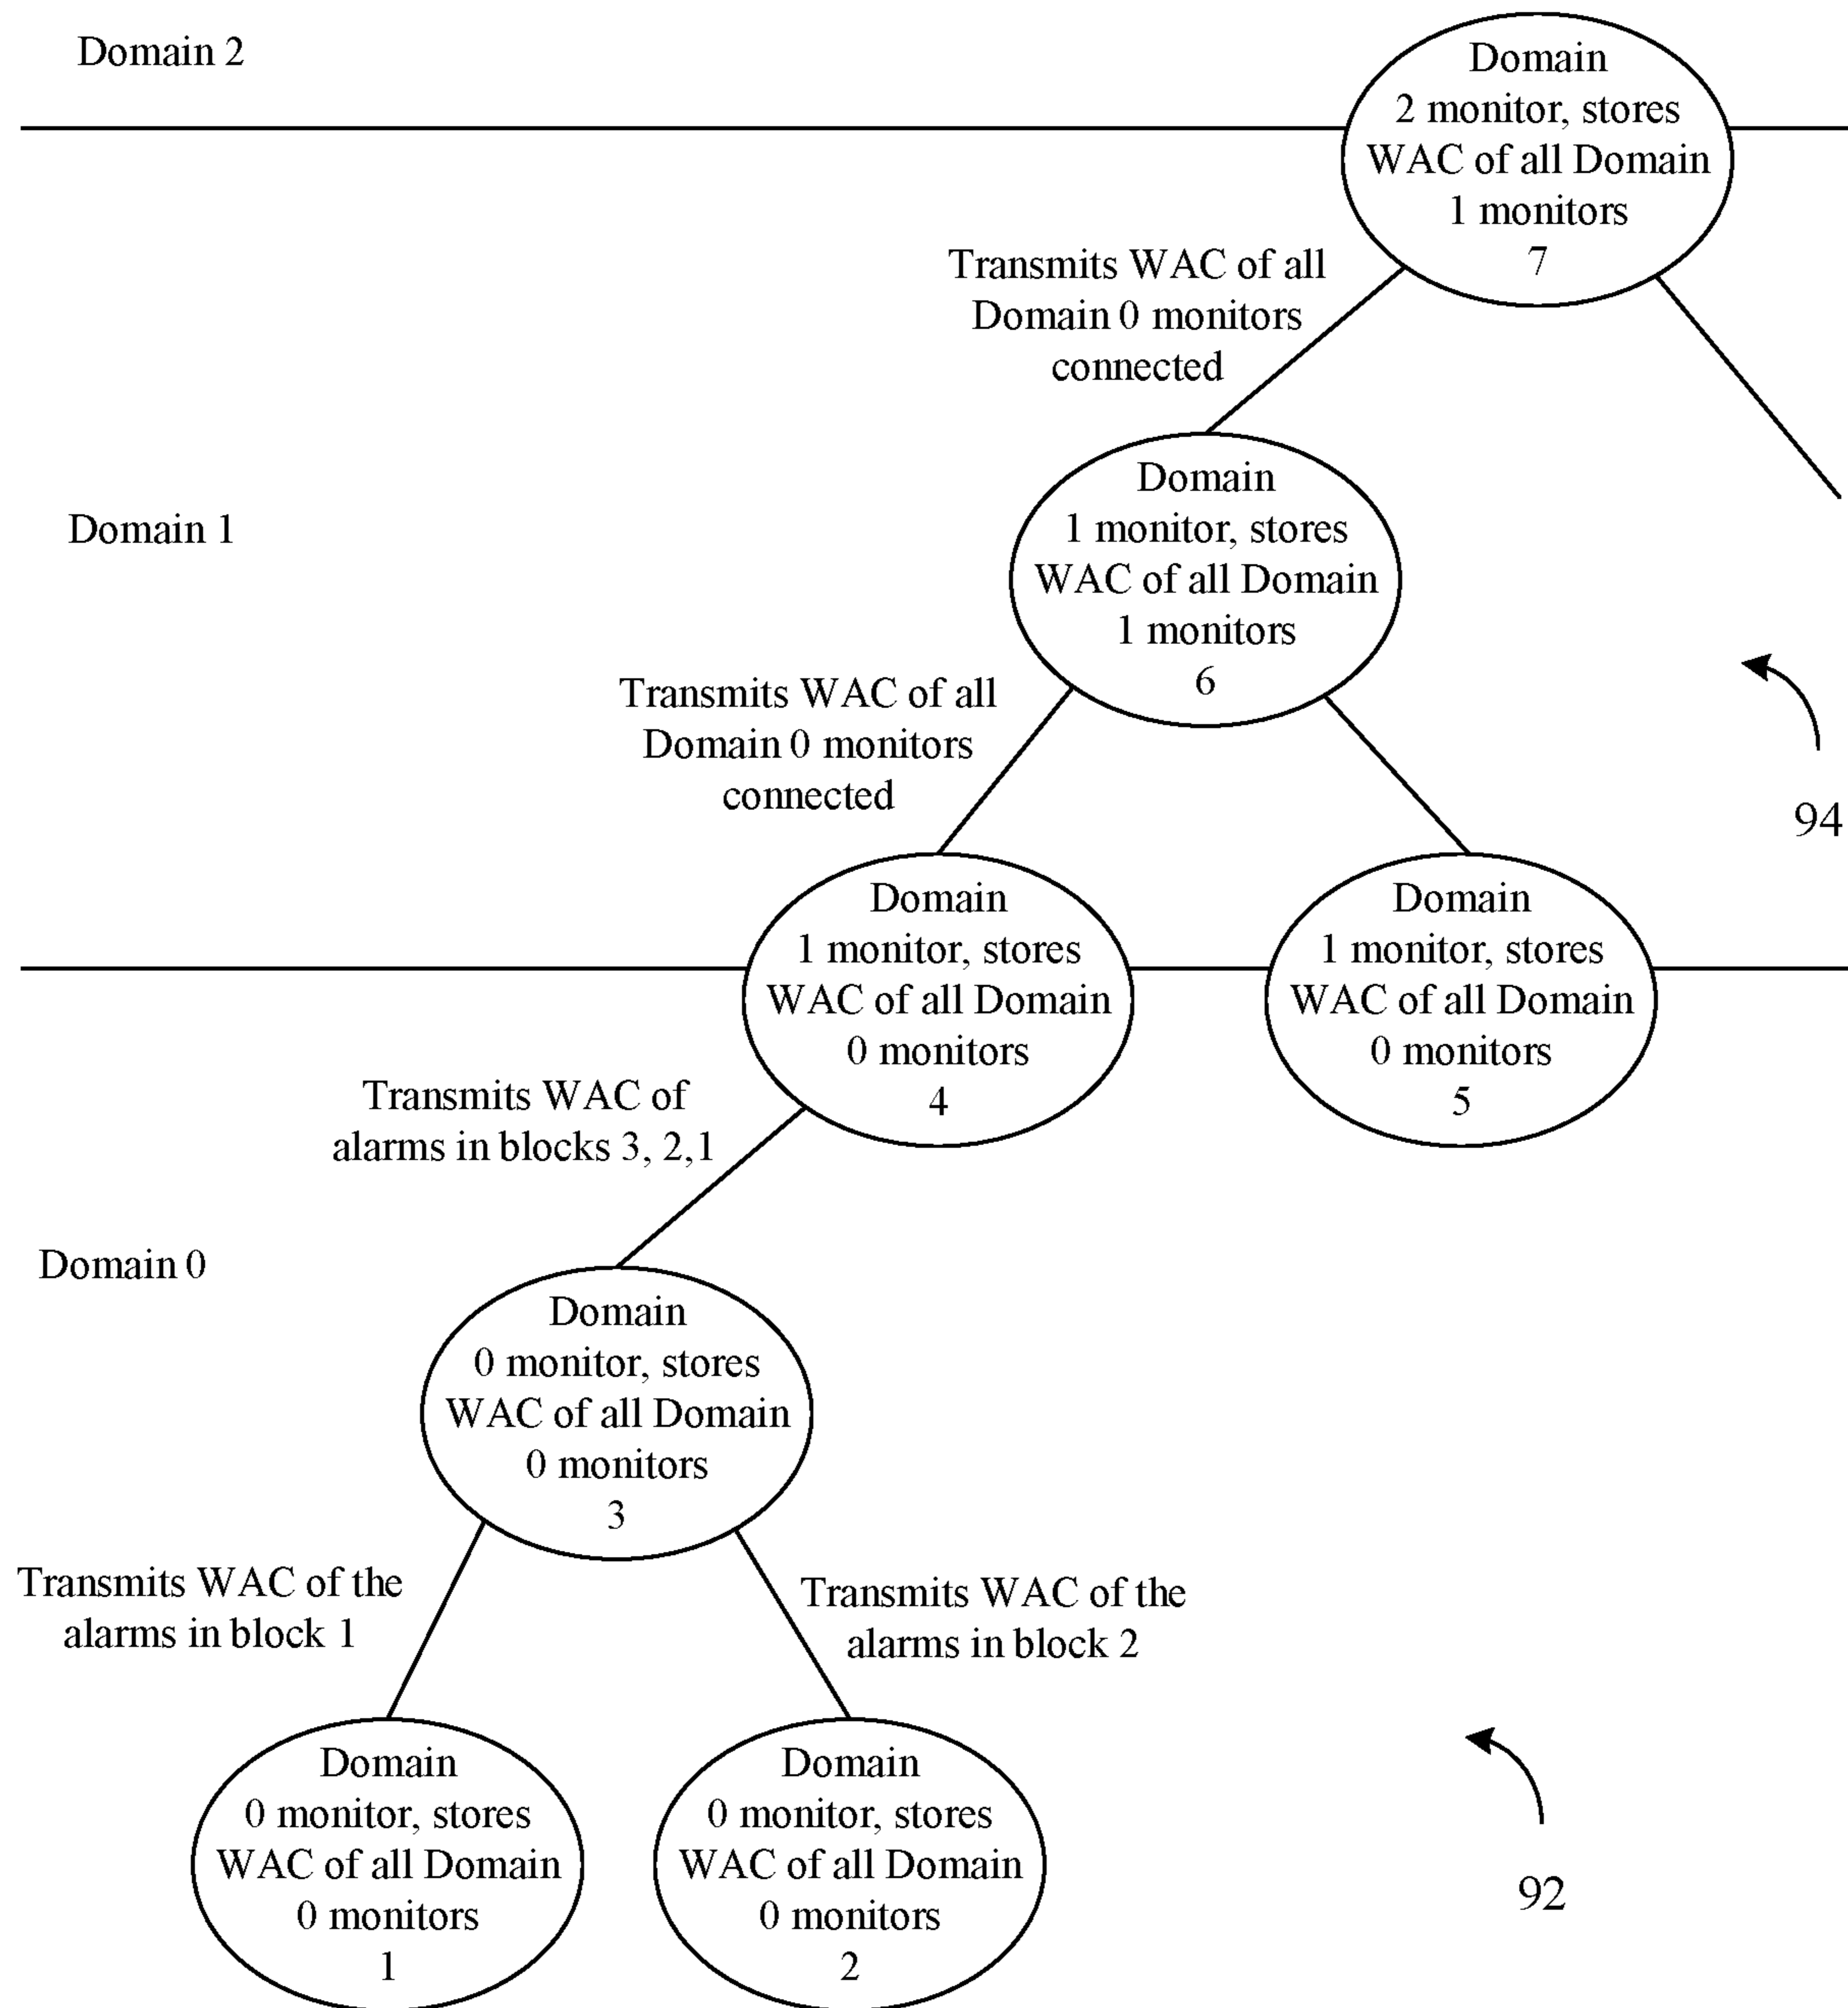 Domain 2
Domain
2 monitor, stores
WAC of all Domain
1 monitors
7
Transmits WAC of all
Domain 0 monitors
connected
Domain 1
Domain
1 monitor, stores
WAC of all Domain
1 monitors
6
Transmits WAC of all
Domain 0 monitors
connected
94
Domain
1 monitor, stores
WAC of all Domain
0 monitors
4
Domain
1 monitor, stores
WAC of all Domain
0 monitors
5
Transmits WAC of
alarms in blocks 3, 2,1
Domain 0
Domain
0 monitor, stores
WAC of all Domain
0 monitors
3
Transmits WAC of the
alarms in block 1
Transmits WAC of the
alarms in block 2
Domain
0 monitor, stores
WAC of all Domain
0 monitors
1
Domain
0 monitor, stores
WAC of all Domain
0 monitors
2
92